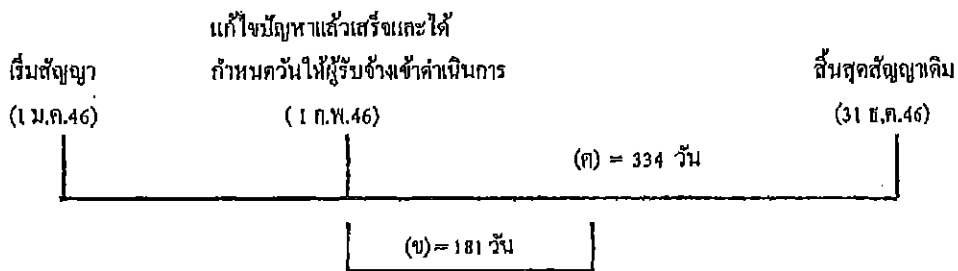 แก้ไขปัญหาแล้วเสร็จและได้
เริ่มสัญญา กำหนดวันให้ผู้รับจ้างเข้าดำเนินการ สิ้นสุดสัญญาเดิม
(1 ม.ค.46) ( 1 ก.พ.46) (31 ธ.ค.46)
(ค) = 334 วัน
(ข) = 181 วัน